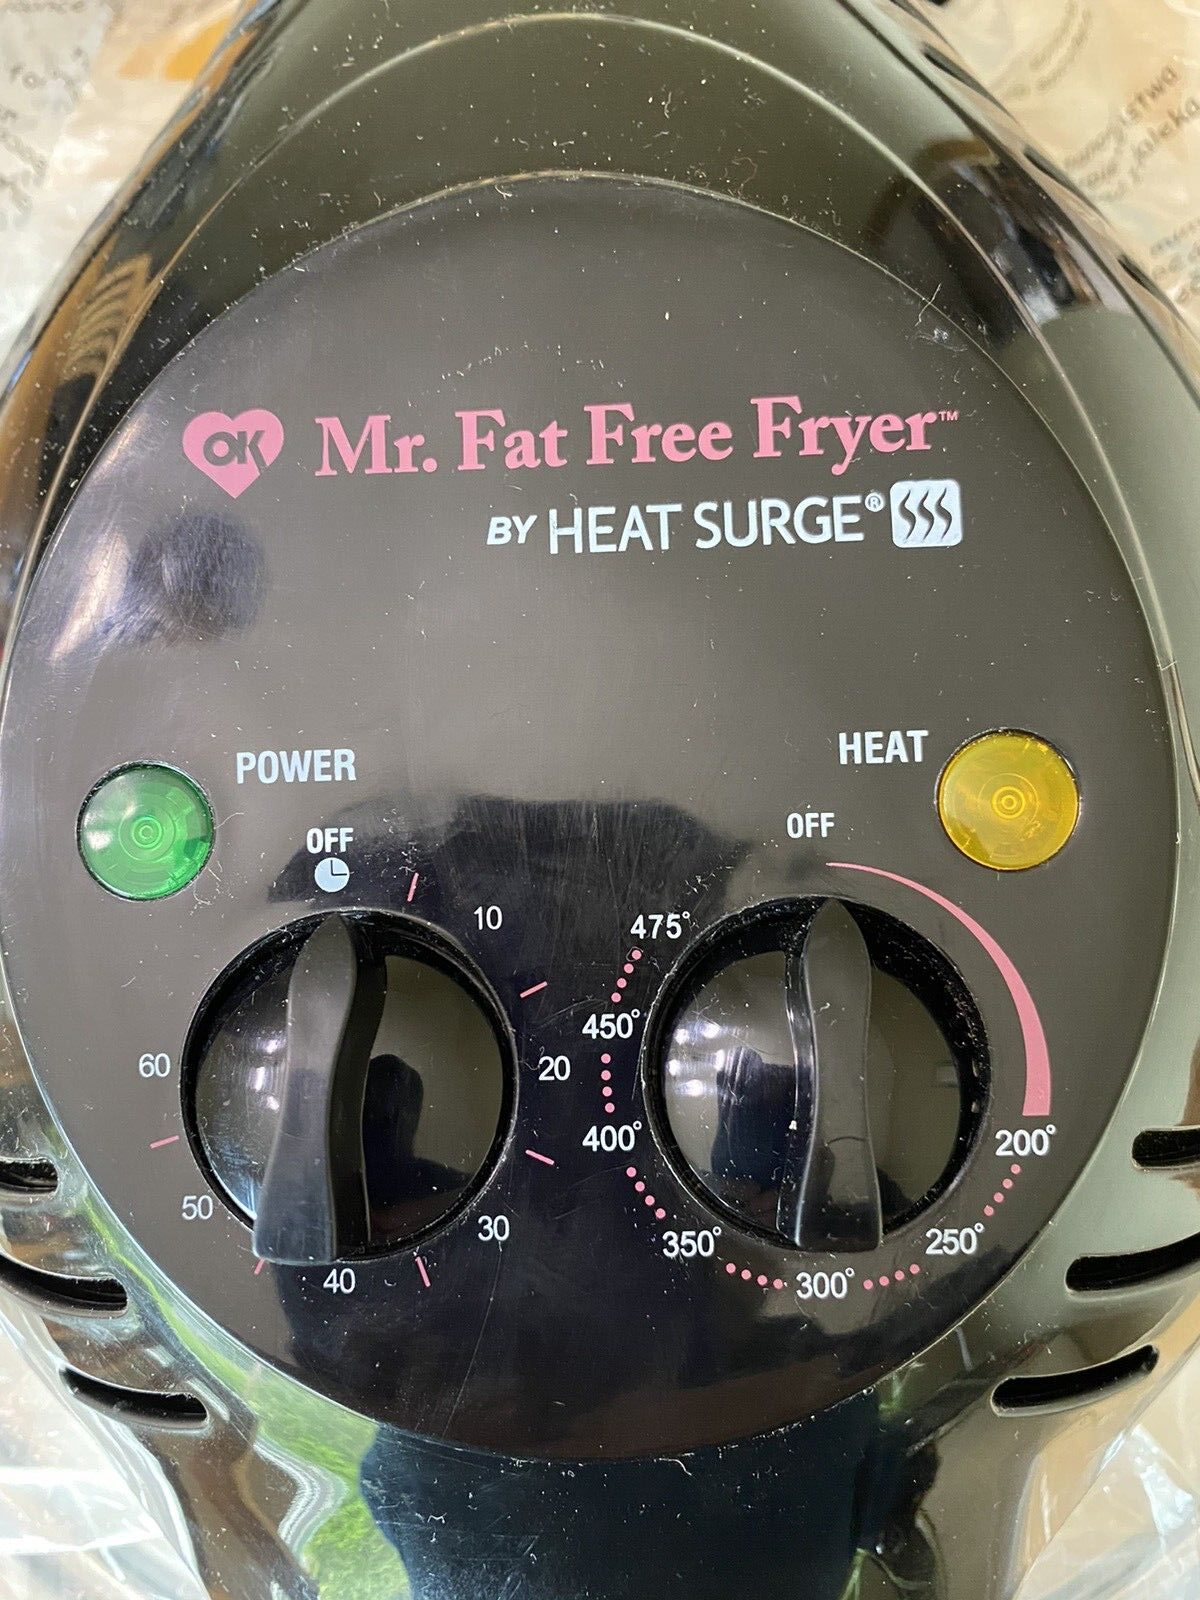 OK Mr. Fat Free Fryer™
BY HEAT SURGE®
POWER
HEAT
OFF
10
20
30
40
50
60
OFF
200°
250°
300°
350°
400°
450°
475°